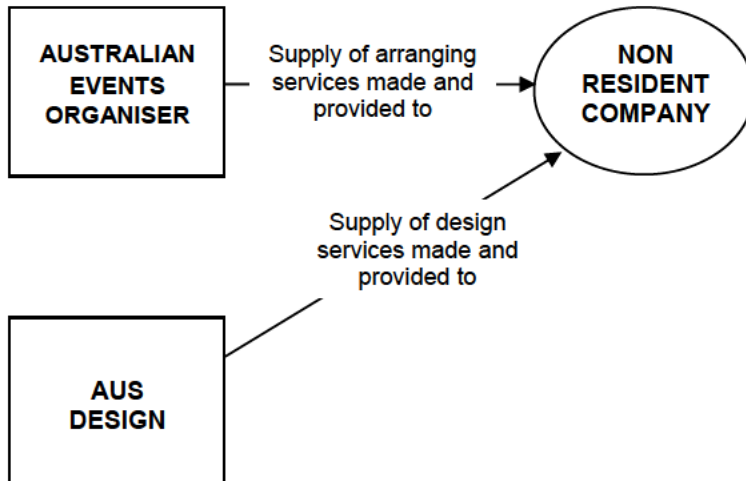 AUSTRALIAN
EVENTS
ORGANISER
Supply of arranging
services made and
provided to
NON
RESIDENT
COMPANY
Supply of design
services made and
provided to
AUS
DESIGN